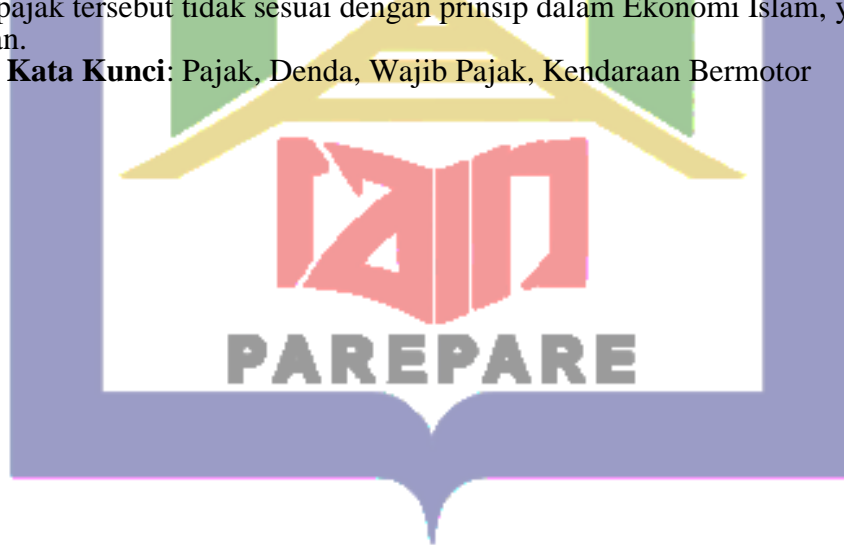 pajak tersebut tidak sesuai dengan prinsip dalam Ekonomi Islam, y
an.
Kata Kunci: Pajak, Denda, Wajib Pajak, Kendaraan Bermotor
iain
PAREPARE